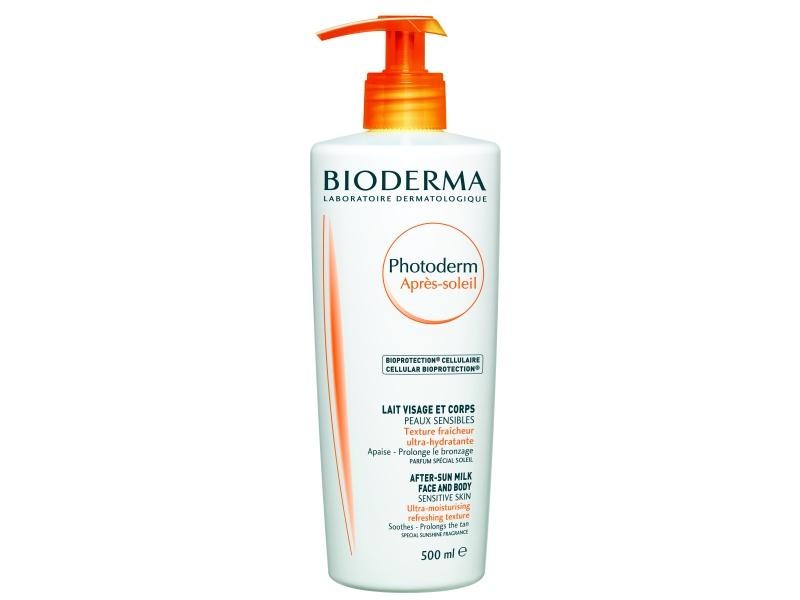 BIODERMA
LABORATOIRE DERMATOLOGIQUE
Photoderm
Après-soleil
BIOPROTECTION® CELLULAIRE
CELLULAR BIOPROTECTION®
LAIT VISAGE ET CORPS
PEAUX SENSIBLES
Texture fraîcheur
ultra-hydratante
Apaise - Prolonge le bronzage
PARFUM SPÉCIAL SOLEIL
AFTER-SUN MILK
FACE AND BODY
SENSITIVE SKIN
Ultra-moisturising
refreshing texture
Soothes - Prolongs the tan
SPECIAL SUNSHINE FRAGRANCE
500 ml ℮